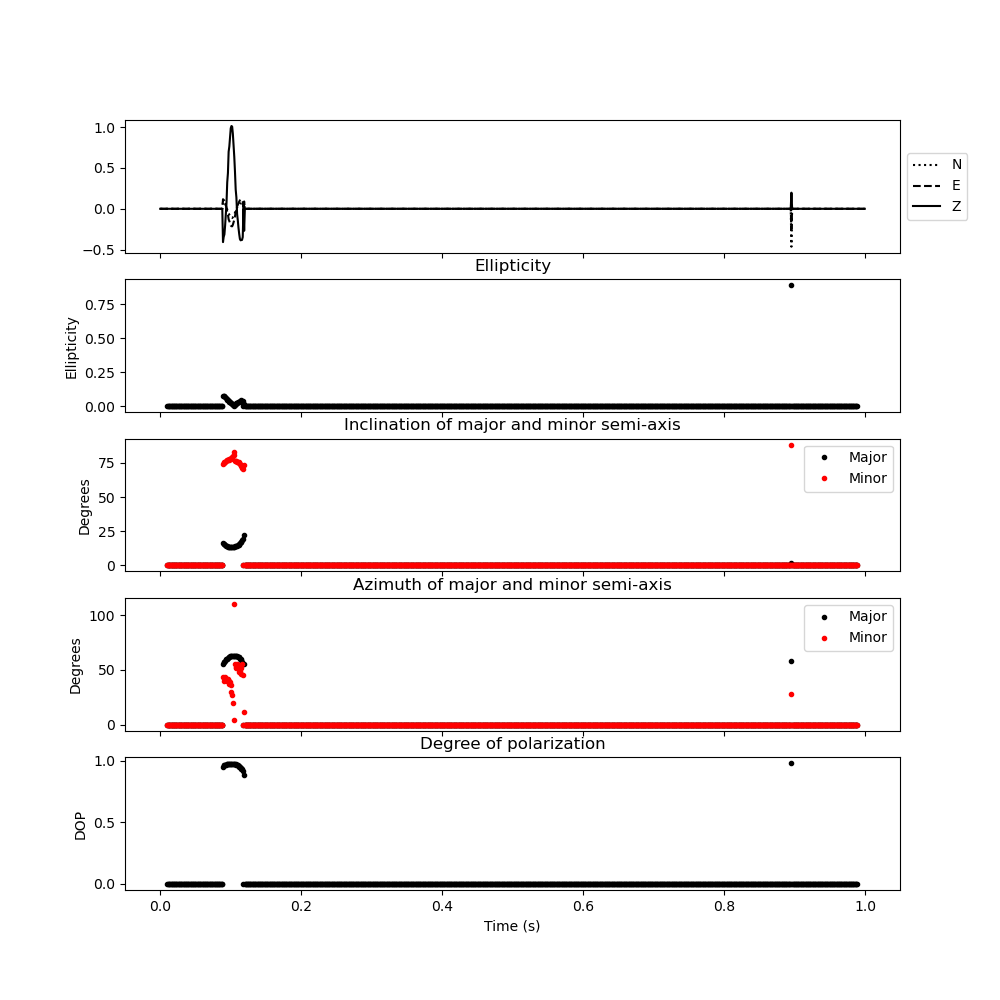 1.0
0.5
0.0
−0.5
N
E
Z
Ellipticity
Ellipticity
0.75
0.50
0.25
0.00
Inclination of major and minor semi-axis
Degrees
75
50
25
0
Major
Minor
Azimuth of major and minor semi-axis
Degrees
100
50
0
Major
Minor
Degree of polarization
DOP
1.0
0.5
0.0
0.0 0.2 0.4 0.6 0.8 1.0
Time (s)